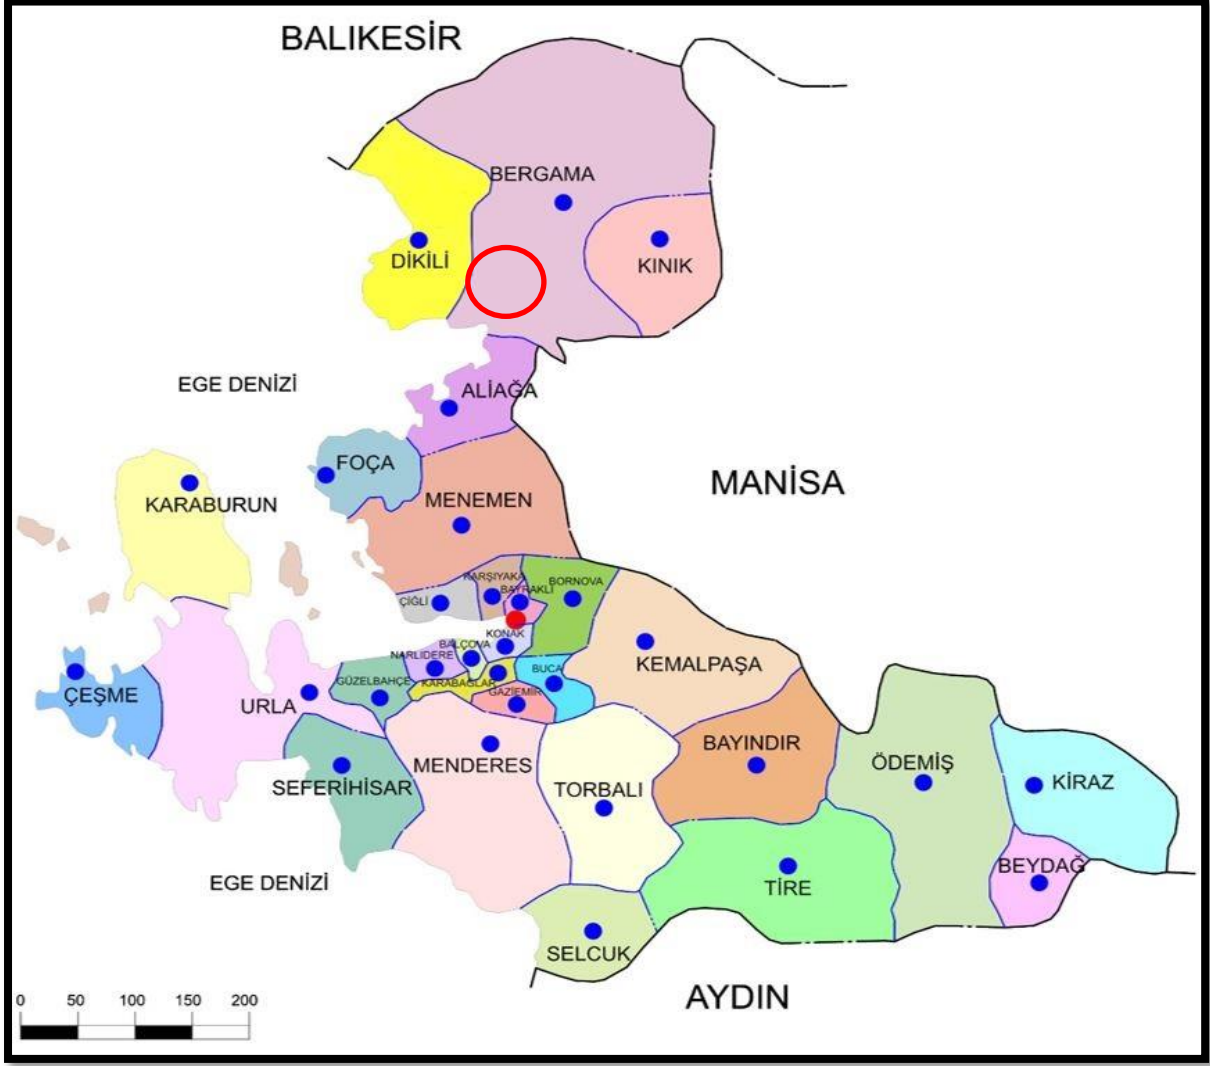 BALIKESİR
BERGAMA
DİKİLİ
KINIK
EGE DENİZİ
ALİAĞA
FOÇA
MANİSA
KARABURUN
MENEMEN
KARŞIYAKA
BAYRAKLI
BORNOVA
ÇİĞLİ
KONAK
BALÇOVA
NARLIDERE
KEMALPAŞA
BUCA
GÜZELBAHÇE
KARABAĞLAR
GAZİEMİR
ÇEŞME
URLA
BAYINDIR
MENDERES
ÖDEMİŞ
KİRAZ
SEFERİHİSAR
TORBALI
BEYDAĞ
EGE DENİZİ
TİRE
SELCUK
AYDIN
0 50 100 150 200